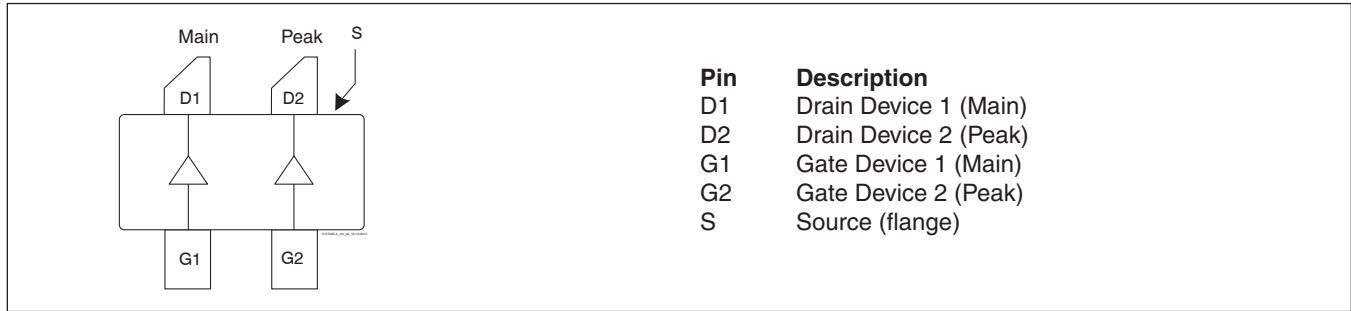 Main Peak S
D1 D2
G1 G2
Pin Description
D1 Drain Device 1 (Main)
D2 Drain Device 2 (Peak)
G1 Gate Device 1 (Main)
G2 Gate Device 2 (Peak)
S Source (flange)